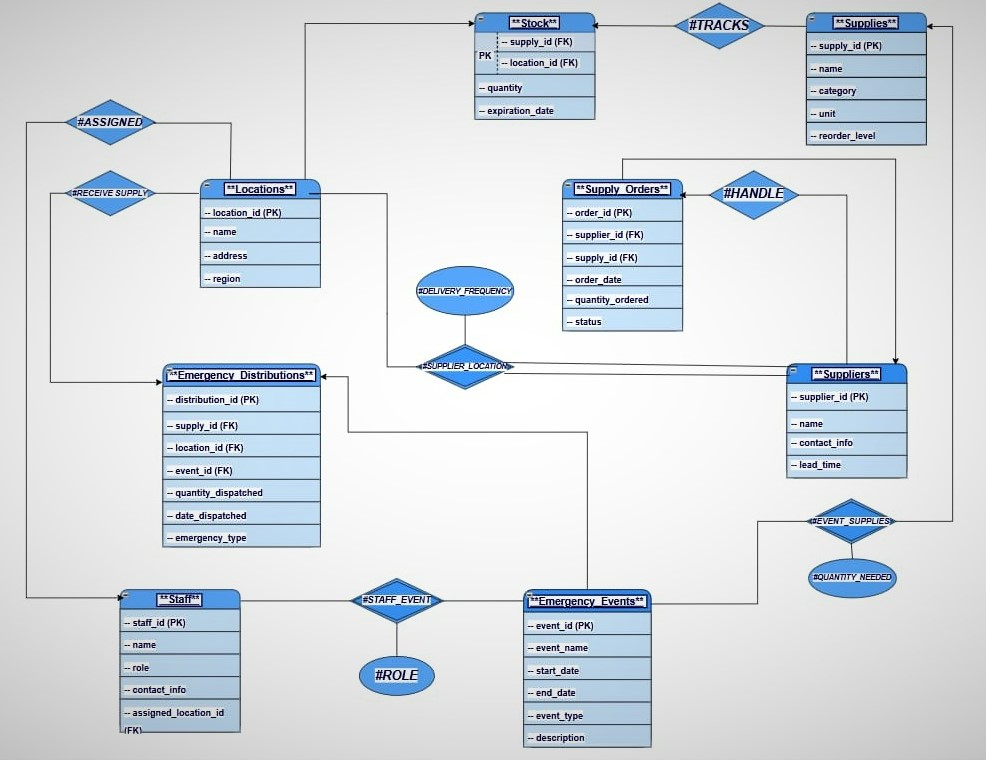 **Stock**
-- supply_id (FK)
PK
-- location_id (FK)
-- quantity
-- expiration_date
#TRACKS
**Supplies**
-- supply_id (PK)
-- name
-- category
-- unit
-- reorder_level
#ASSIGNED
#RECEIVE SUPPLY
**Locations**
-- location_id (PK)
-- name
-- address
-- region
**Supply_Orders**
-- order_id (PK)
-- supplier_id (FK)
-- supply_id (FK)
-- order_date
-- quantity_ordered
-- status
#HANDLE
#DELIVERY_FREQUENCY
#SUPPLIER_LOCATION
**Suppliers**
-- supplier_id (PK)
-- name
-- contact_info
-- lead_time
**Emergency_Distributions**
-- distribution_id (PK)
-- supply_id (FK)
-- location_id (FK)
-- event_id (FK)
-- quantity_dispatched
-- date_dispatched
-- emergency_type
#EVENT_SUPPLIES
#QUANTITY_NEEDED
**Staff**
-- staff_id (PK)
-- name
-- role
-- contact_info
-- assigned_location_id
(FK)
#STAFF_EVENT
#ROLE
**Emergency_Events**
-- event_id (PK)
-- event_name
-- start_date
-- end_date
-- event_type
-- description